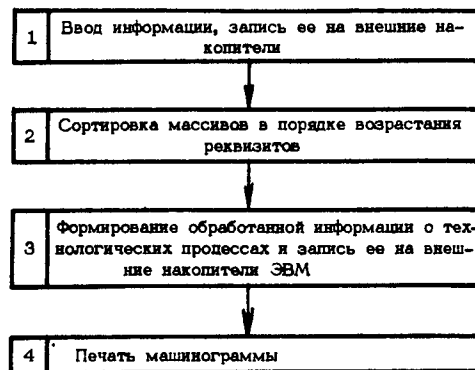 1 Ввод информации, запись ее на внешние на-
копители
2 Сортировка массивов в порядке возрастания
реквизитов
Формирование обработанной информации о тех-
3 нологических процессах и запись ее на внеш-
ние накопители ЭВМ
4 Печать машинограммы